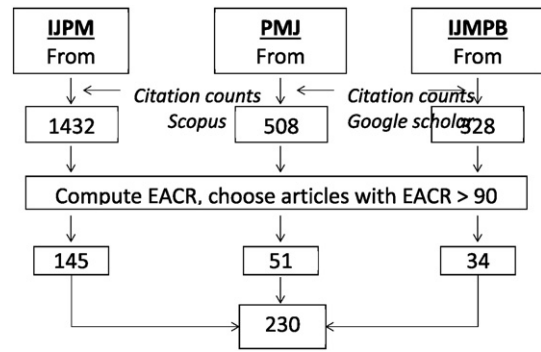 IJPM
From
PMJ
From
IJMPB
From
Citation counts
Scopus
Citation counts
Google scholar
1432
508
328
Compute EACR, choose articles with EACR > 90
145
51
34
230